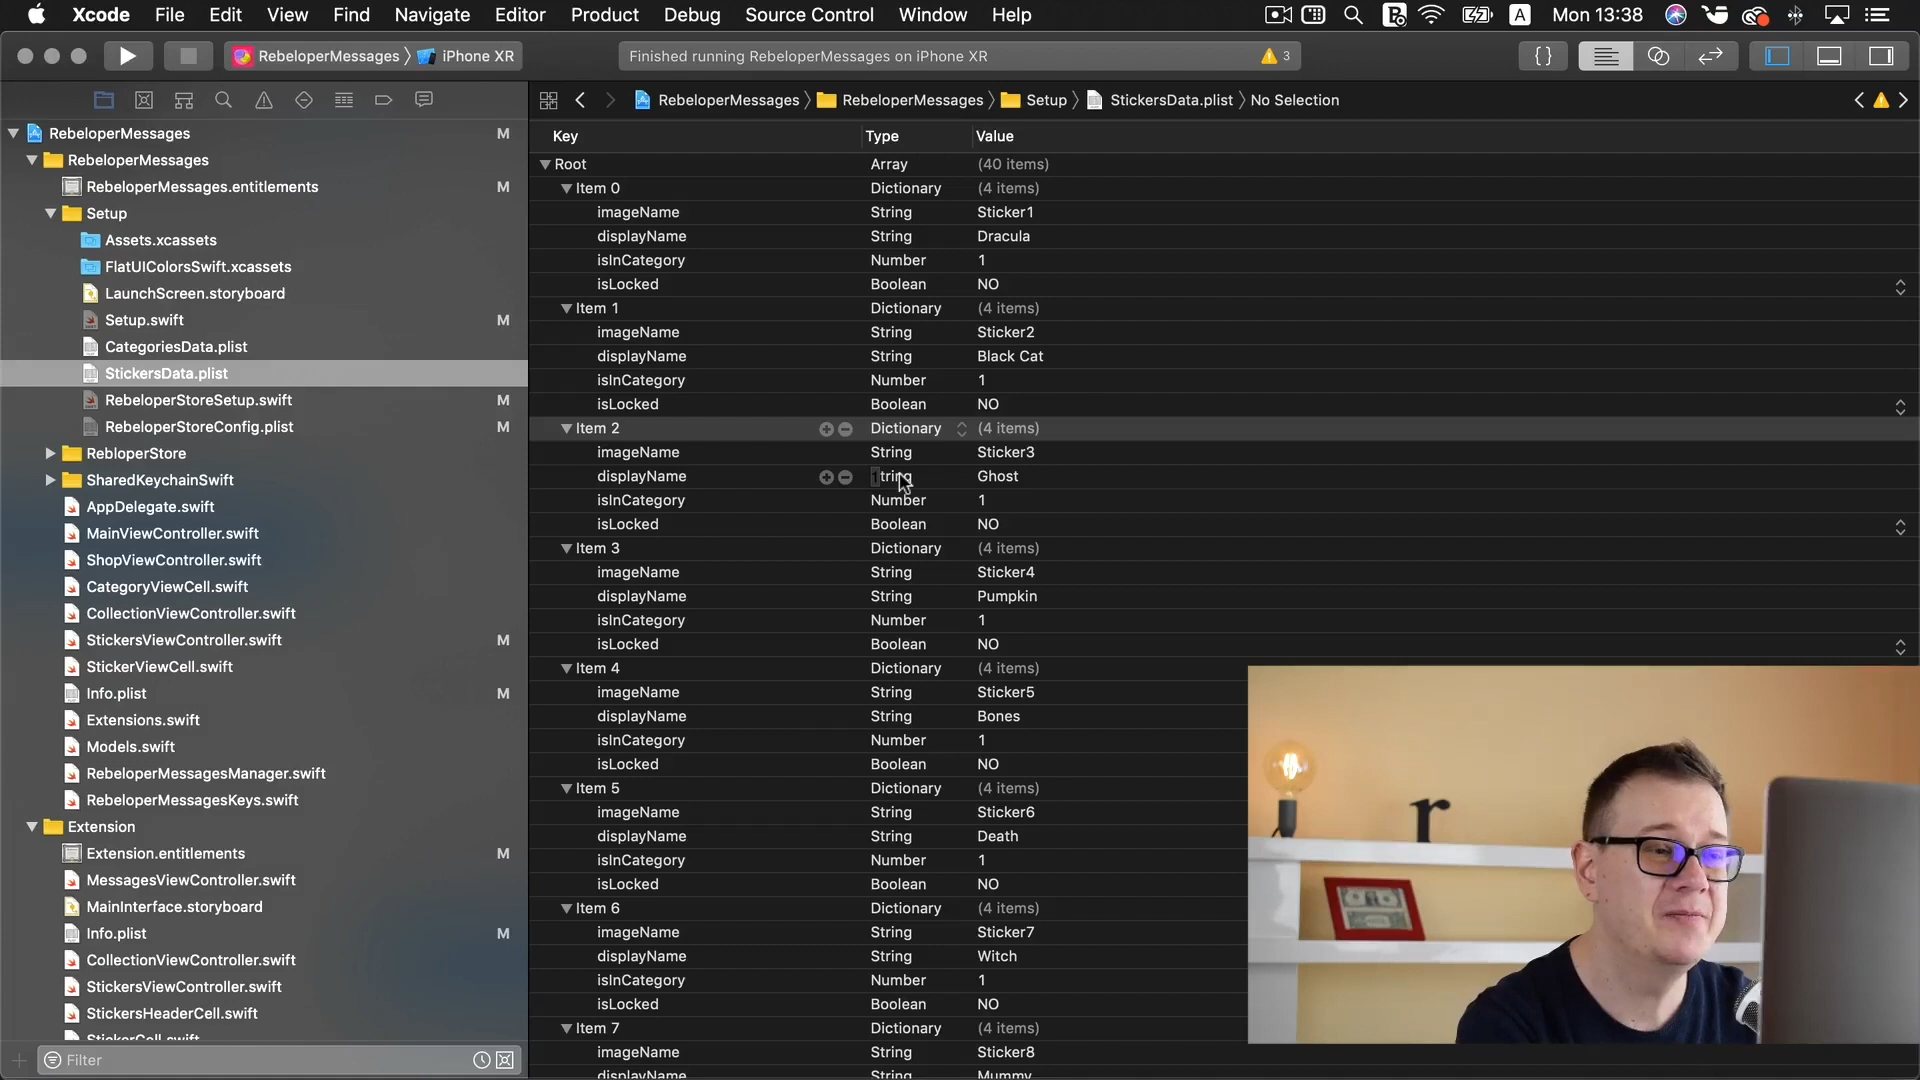 Xcode File Edit View Find Navigate Editor Product Debug Source Control Window Help A Mon 13:38
RebeloperMessages iPhone XR Finished running RebeloperMessages on iPhone XR 3 { }
RebeloperMessages RebeloperMessages Setup StickersData.plist No Selection
RebeloperMessages M
RebeloperMessages
RebeloperMessages.entitlements M
Setup
Assets.xcassets
FlatUIColorsSwift.xcassets
LaunchScreen.storyboard
Setup.swift M
CategoriesData.plist
StickersData.plist
RebeloperStoreSetup.swift M
RebeloperStoreConfig.plist M
RebloperStore
SharedKeychainSwift
AppDelegate.swift
MainViewController.swift
ShopViewController.swift
CategoryViewCell.swift
CollectionViewController.swift
StickersViewController.swift M
StickerViewCell.swift
Info.plist M
Extensions.swift
Models.swift
RebeloperMessagesManager.swift
RebeloperMessagesKeys.swift
Extension
Extension.entitlements M
MessagesViewController.swift
MainInterface.storyboard
Info.plist M
CollectionViewController.swift
StickersViewController.swift
StickersHeaderCell.swift
StickerCell.swift
Filter
Key Type Value
Root Array (40 items)
Item 0 Dictionary (4 items)
imageName String Sticker1
displayName String Dracula
isInCategory Number 1
isLocked Boolean NO
Item 1 Dictionary (4 items)
imageName String Sticker2
displayName String Black Cat
isInCategory Number 1
isLocked Boolean NO
Item 2 Dictionary (4 items)
imageName String Sticker3
displayName Ghost
isInCategory Number 1
isLocked Boolean NO
Item 3 Dictionary (4 items)
imageName String Sticker4
displayName String Pumpkin
isInCategory Number 1
isLocked Boolean NO
Item 4 Dictionary (4 items)
imageName String Sticker5
displayName String Bones
isInCategory Number 1
isLocked Boolean NO
Item 5 Dictionary (4 items)
imageName String Sticker6
displayName String Death
isInCategory Number 1
isLocked Boolean NO
Item 6 Dictionary (4 items)
imageName String Sticker7
displayName String Witch
isInCategory Number 1
isLocked Boolean NO
Item 7 Dictionary (4 items)
imageName String Sticker8
displayName String Mummy
r